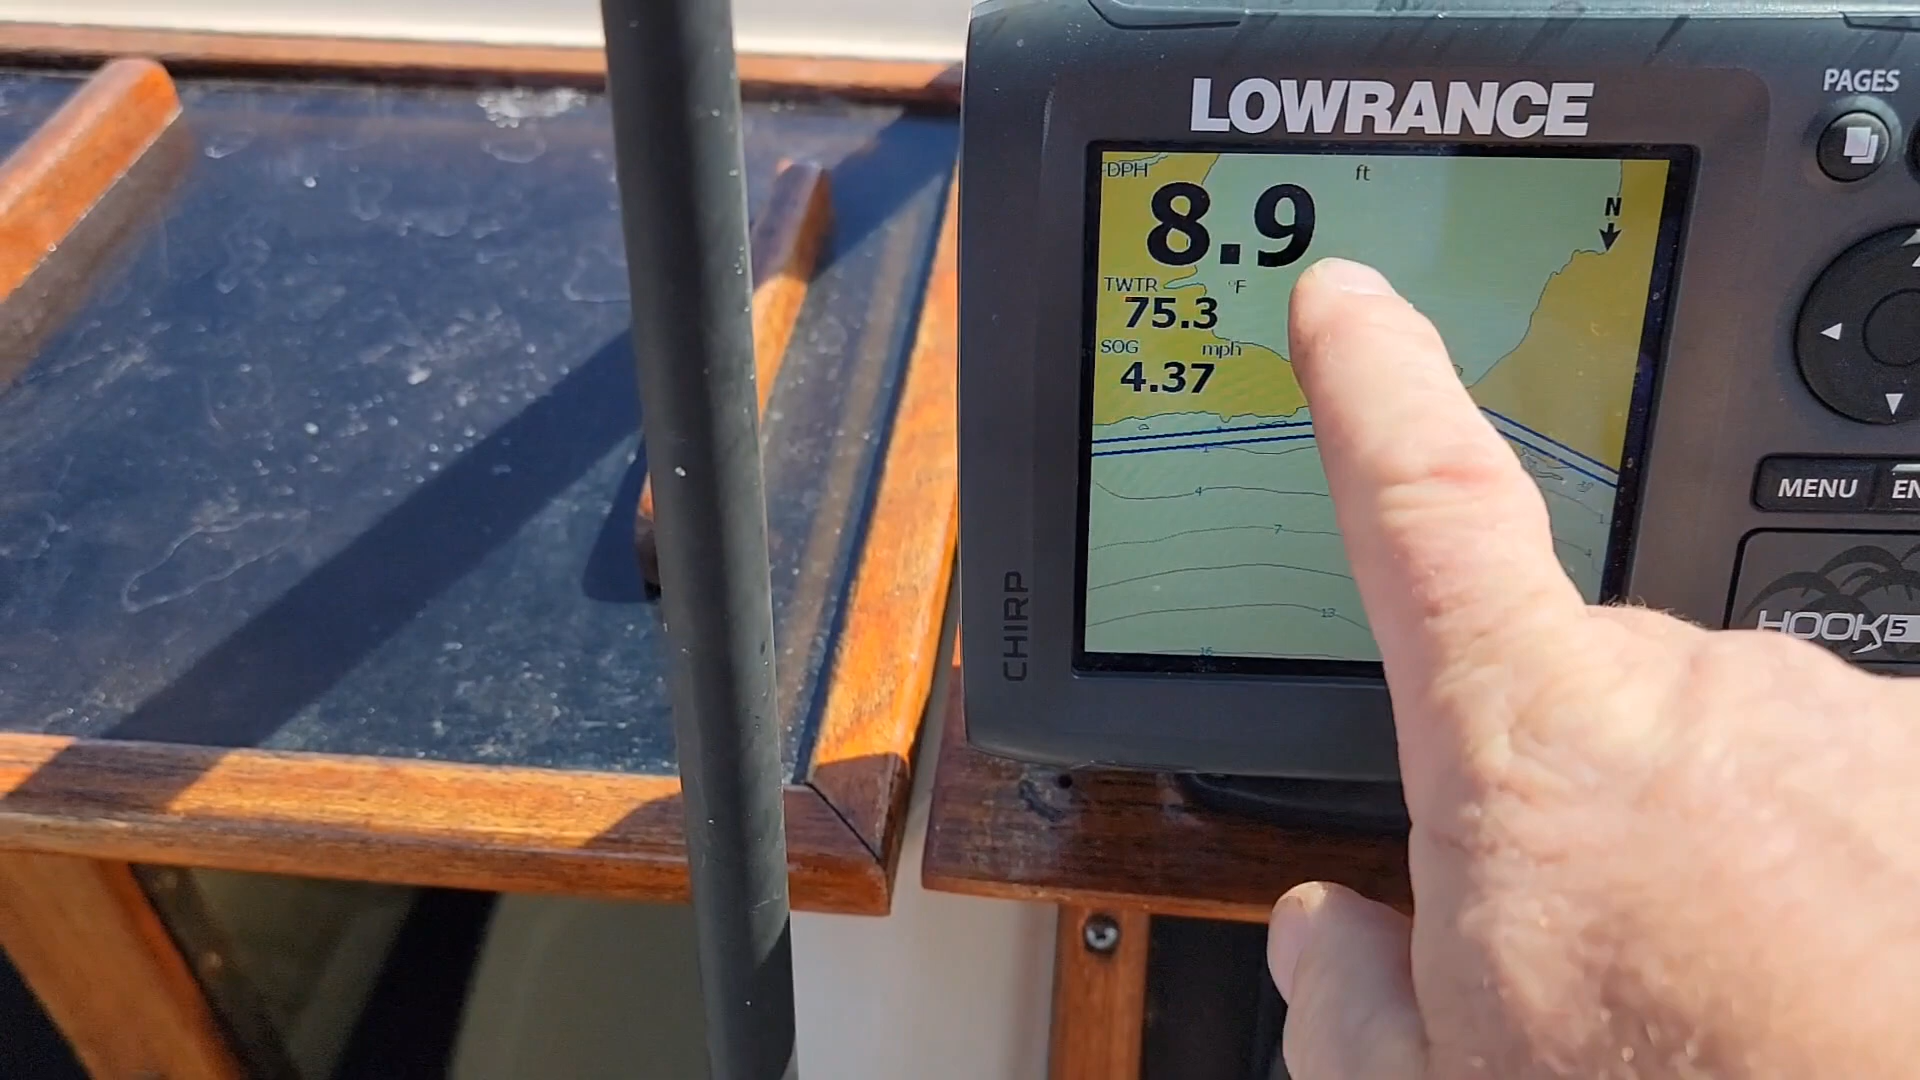 LOWRANCE
PAGES
DPH ft
8.9
N
TWTR °F
75.3
SOG mph
4.37
4
7
13
16
MENU
CHIRP
HOOK5